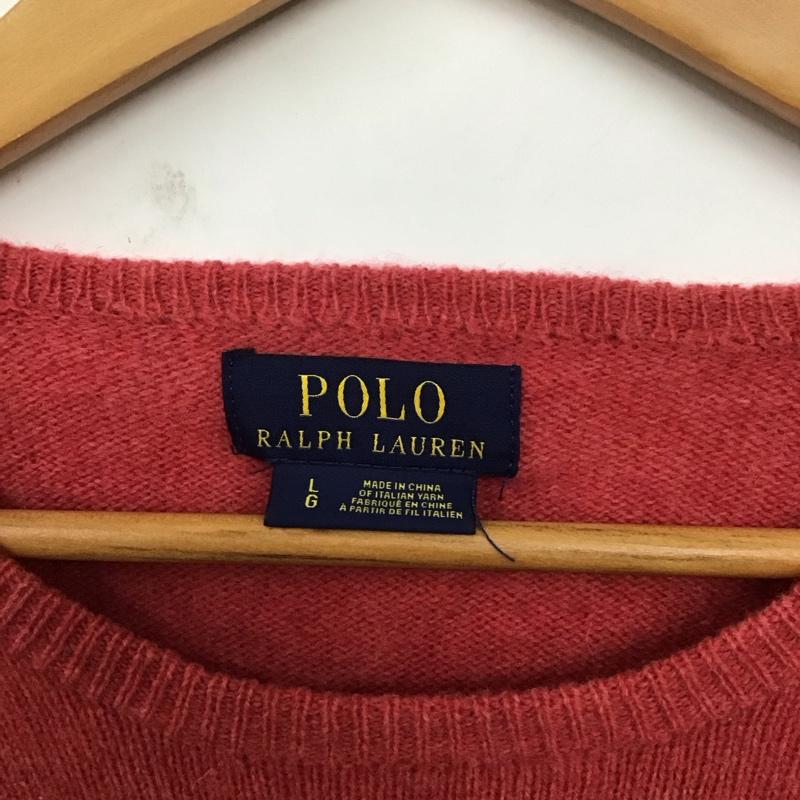 POLO
RALPH LAUREN
L
G
MADE IN CHINA
OF ITALIAN YARN
FABRIQUÉ EN CHINE
À PARTIR DE FIL ITALIEN